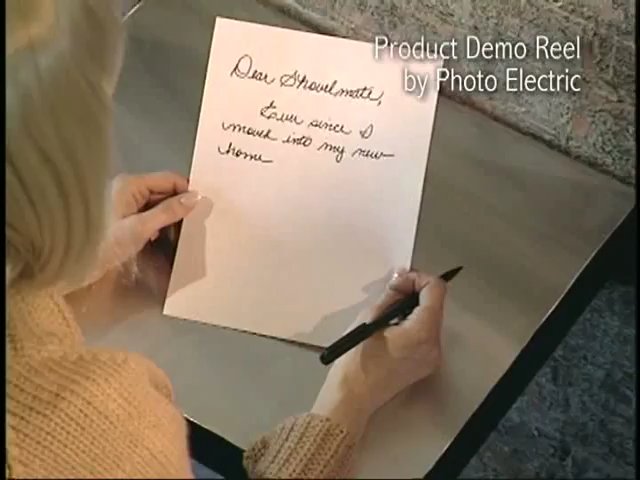 Product Demo Reel
by Photo Electric
Dear Shovelmate,
Ever since I
moved into my new
home